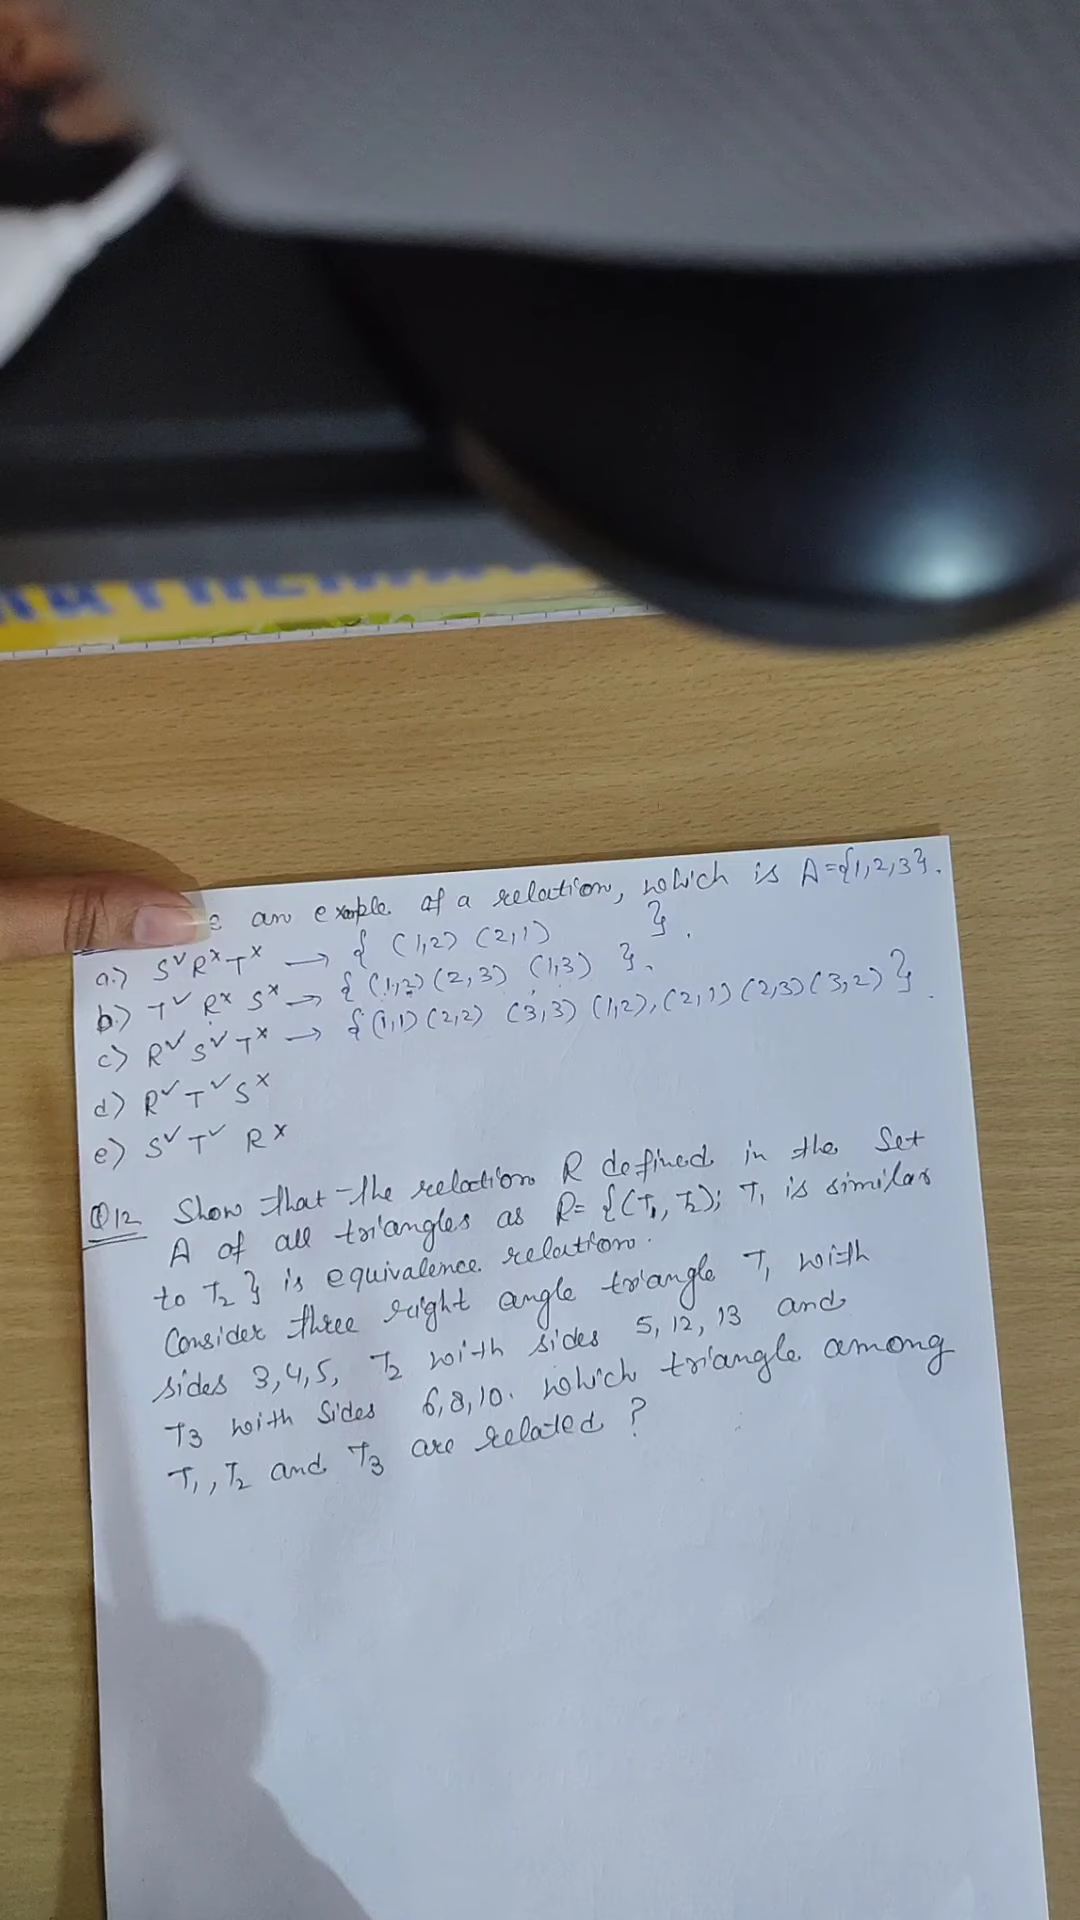 an example of a relation, which is A={1,2,3}.
a.) S✓R×T× → { (1,2) (2,1) }.
b.) T✓ R× S× → { (1,2) (2,3) (1,3) }.
c) R✓ S✓ T× → { (1,1) (2,2) (3,3) (1,2), (2,1) (2,3) (3,2) }.
d) R✓ T✓ S×
e) S✓ T✓ R×
Q12 Show that the relation R defined in the Set
A of all triangles as R= {(T₁, T₂); T₁ is similar
to T₂ } is equivalence relation.
Consider three right angle triangle T₁ with
sides 3,4,5, T₂ with sides 5, 12, 13 and
T3 with Sides 6,8,10. which triangle among
T₁, T₂ and T3 are related ?